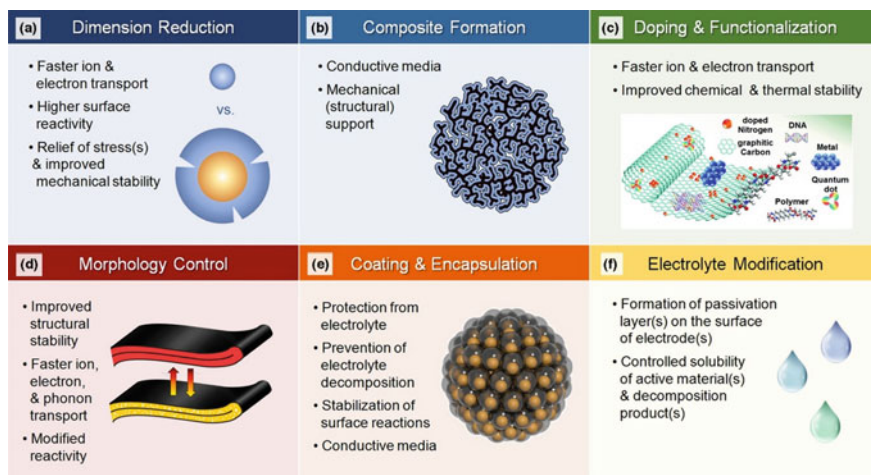 (a) Dimension Reduction
• Faster ion &
electron transport
• Higher surface
reactivity
• Relief of stress(s)
& improved
mechanical stability
vs.
(b) Composite Formation
• Conductive media
• Mechanical
(structural)
support
(c) Doping & Functionalization
• Faster ion & electron transport
• Improved chemical & thermal stability
doped
Nitrogen
graphitic
Carbon
DNA
Metal
Quantum
dot
Polymer
(d) Morphology Control
• Improved
structural
stability
• Faster ion,
electron,
& phonon
transport
• Modified
reactivity
(e) Coating & Encapsulation
• Protection from
electrolyte
• Prevention of
electrolyte
decomposition
• Stabilization of
surface reactions
• Conductive media
(f) Electrolyte Modification
• Formation of passivation
layer(s) on the surface
of electrode(s)
• Controlled solubility
of active material(s)
& decomposition
product(s)